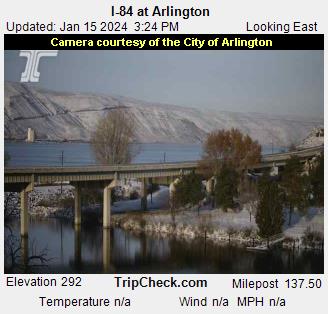 I-84 at Arlington
Updated: Jan 15 2024 3:24 PM Looking East
Camera courtesy of the City of Arlington
Elevation 292 TripCheck.com Milepost 137.50
Temperature n/a Wind n/a MPH n/a